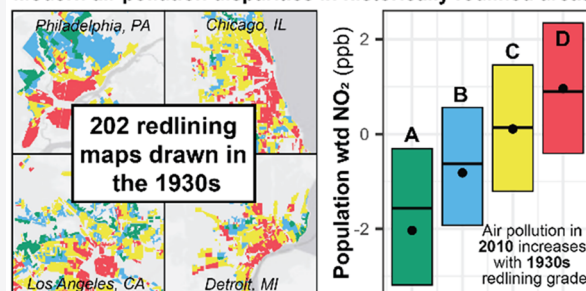 Philadelphia, PA
Chicago, IL
202 redlining
maps drawn in
the 1930s
Los Angeles, CA
Detroit, MI
Population wtd NO₂ (ppb)
2
0
-2
A
B
C
D
Air pollution in
2010 increases
with 1930s
redlining grade